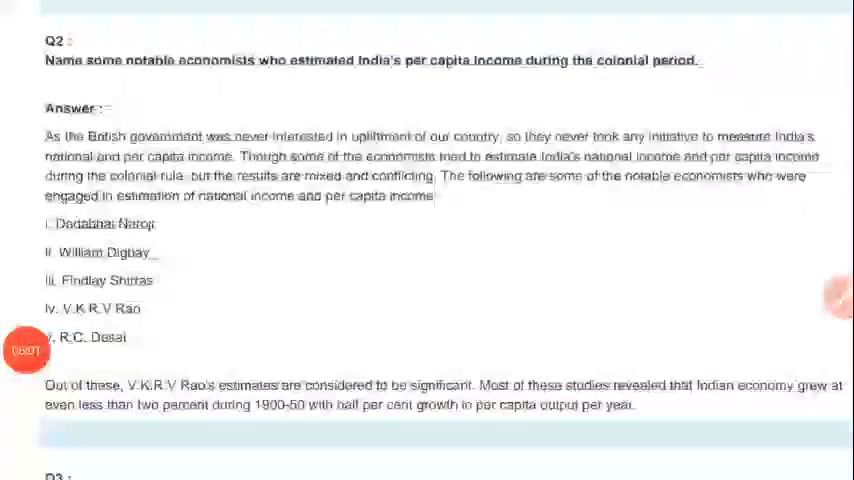 Q2 :
Name some notable economists who estimated India's per capita income during the colonial period.
Answer :
As the British government was never interested in upliftment of our country, so they never took any initiative to measure India's
national and per capita income. Though some of the economists tried to estimate India's national income and per capita income
during the colonial rule, but the results are mixed and conflicting. The following are some of the notable economists who were
engaged in estimation of national income and per capita income
i. Dadabhai Naroji
ii. William Digbay
iii. Findlay Shirras
iv. V.K.R.V Rao
v. R.C. Desai
Out of these, V.K.R.V Rao's estimates are considered to be significant. Most of these studies revealed that Indian economy grew at
even less than two percent during 1900-50 with half per cent growth in per capita output per year.
Q3 :